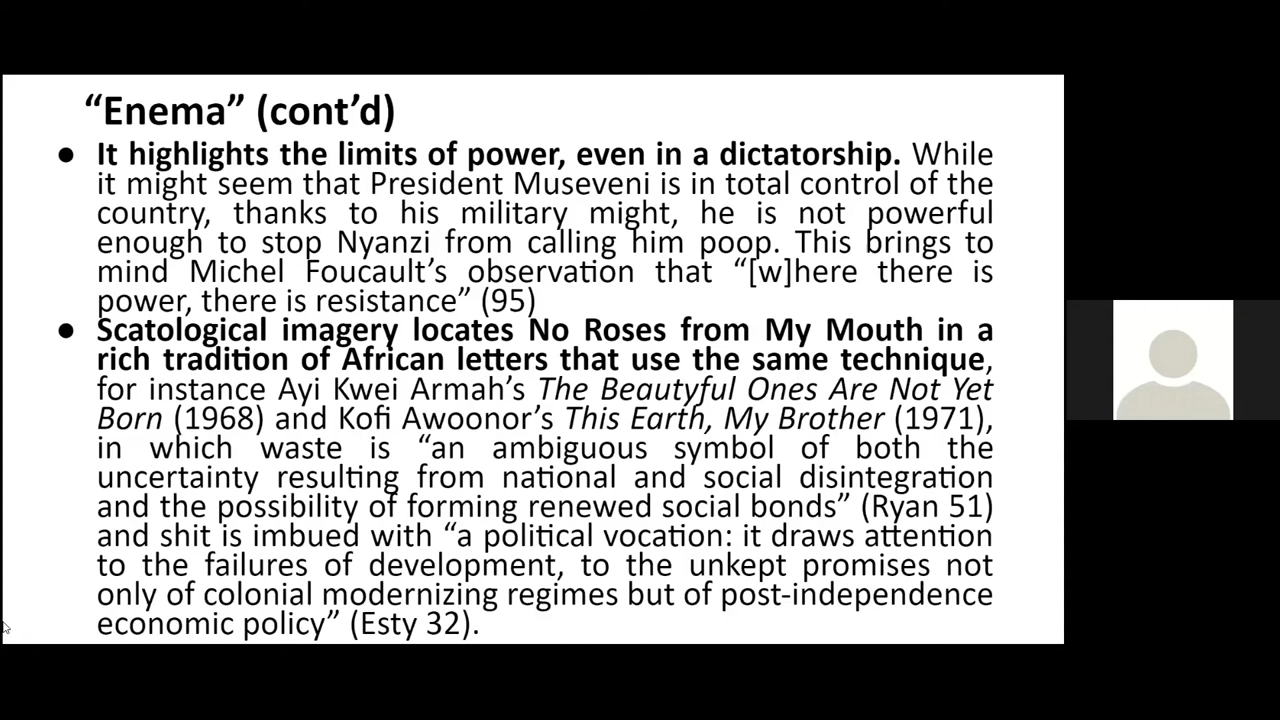 “Enema” (cont’d)
● It highlights the limits of power, even in a dictatorship. While
it might seem that President Museveni is in total control of the
country, thanks to his military might, he is not powerful
enough to stop Nyanzi from calling him poop. This brings to
mind Michel Foucault’s observation that “[w]here there is
power, there is resistance” (95)
● Scatological imagery locates No Roses from My Mouth in a
rich tradition of African letters that use the same technique,
for instance Ayi Kwei Armah’s The Beautyful Ones Are Not Yet
Born (1968) and Kofi Awoonor’s This Earth, My Brother (1971),
in which waste is “an ambiguous symbol of both the
uncertainty resulting from national and social disintegration
and the possibility of forming renewed social bonds” (Ryan 51)
and shit is imbued with “a political vocation: it draws attention
to the failures of development, to the unkept promises not
only of colonial modernizing regimes but of post-independence
economic policy” (Esty 32).